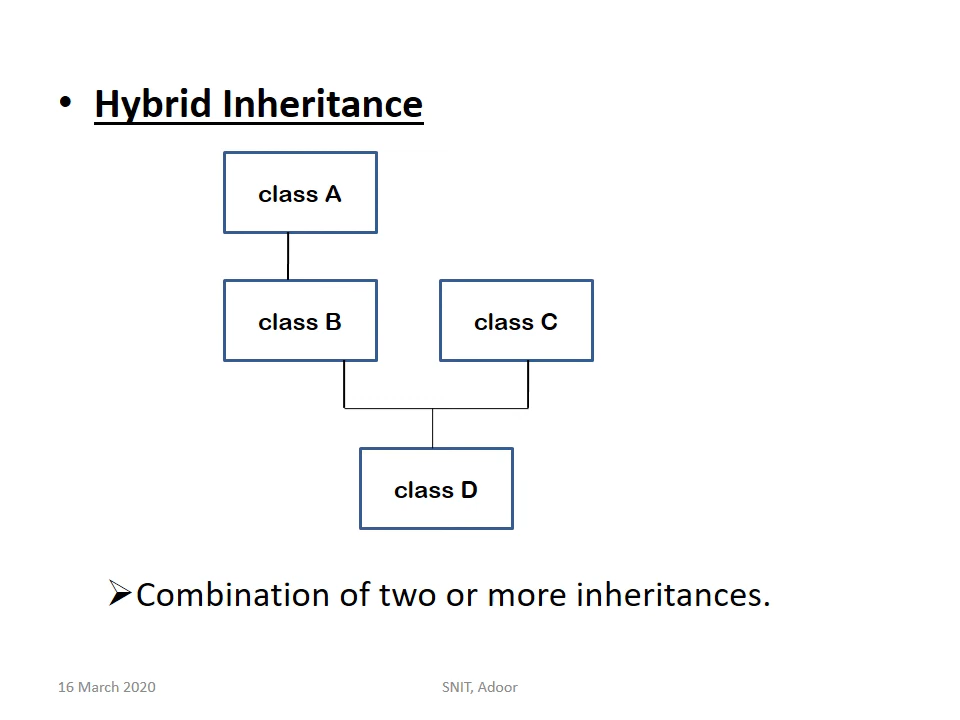 • Hybrid Inheritance
class A
class B
class C
class D
➢Combination of two or more inheritances.
16 March 2020
SNIT, Adoor